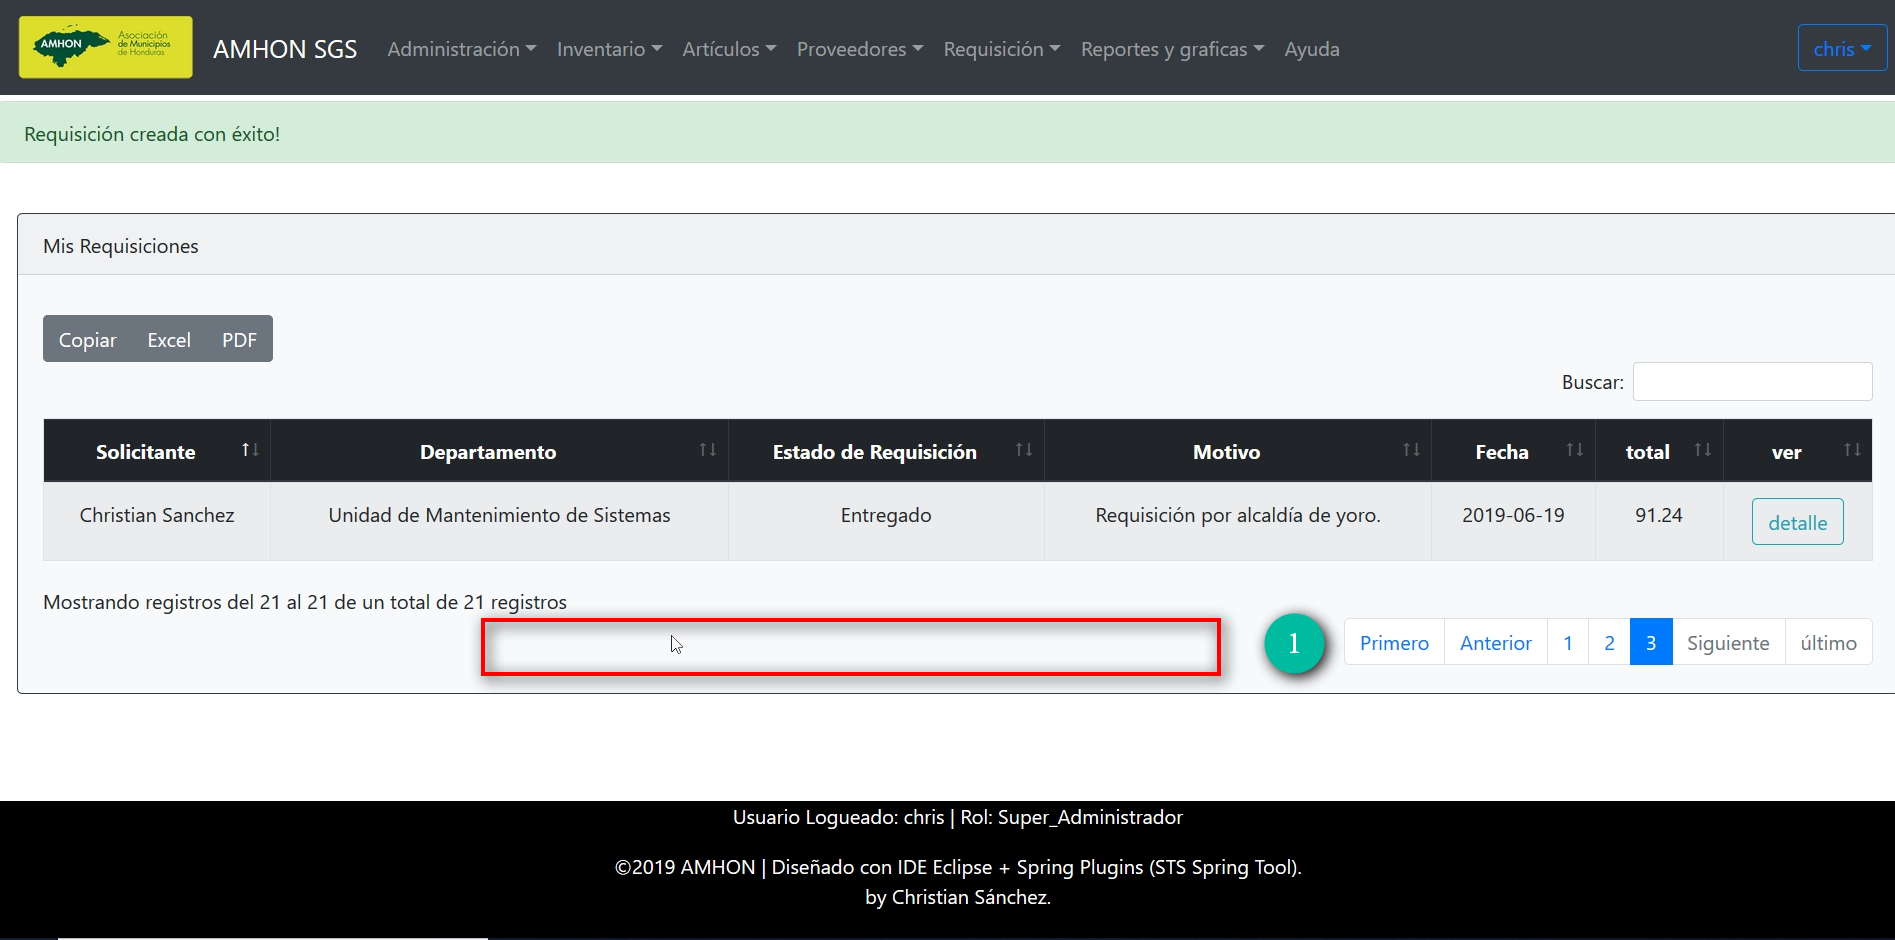 AMHON
Asociación
de Municipios
de Honduras
AMHON SGS Administración Inventario Artículos Proveedores Requisición Reportes y graficas Ayuda chris
Requisición creada con éxito!
Mis Requisiciones
Copiar Excel PDF
Buscar:
Solicitante Departamento Estado de Requisición Motivo Fecha total ver
Christian Sanchez Unidad de Mantenimiento de Sistemas Entregado Requisición por alcaldía de yoro. 2019-06-19 91.24 detalle
Mostrando registros del 21 al 21 de un total de 21 registros
1 Primero Anterior 1 2 3 Siguiente último
Usuario Logueado: chris | Rol: Super_Administrador
©2019 AMHON | Diseñado con IDE Eclipse + Spring Plugins (STS Spring Tool).
by Christian Sánchez.